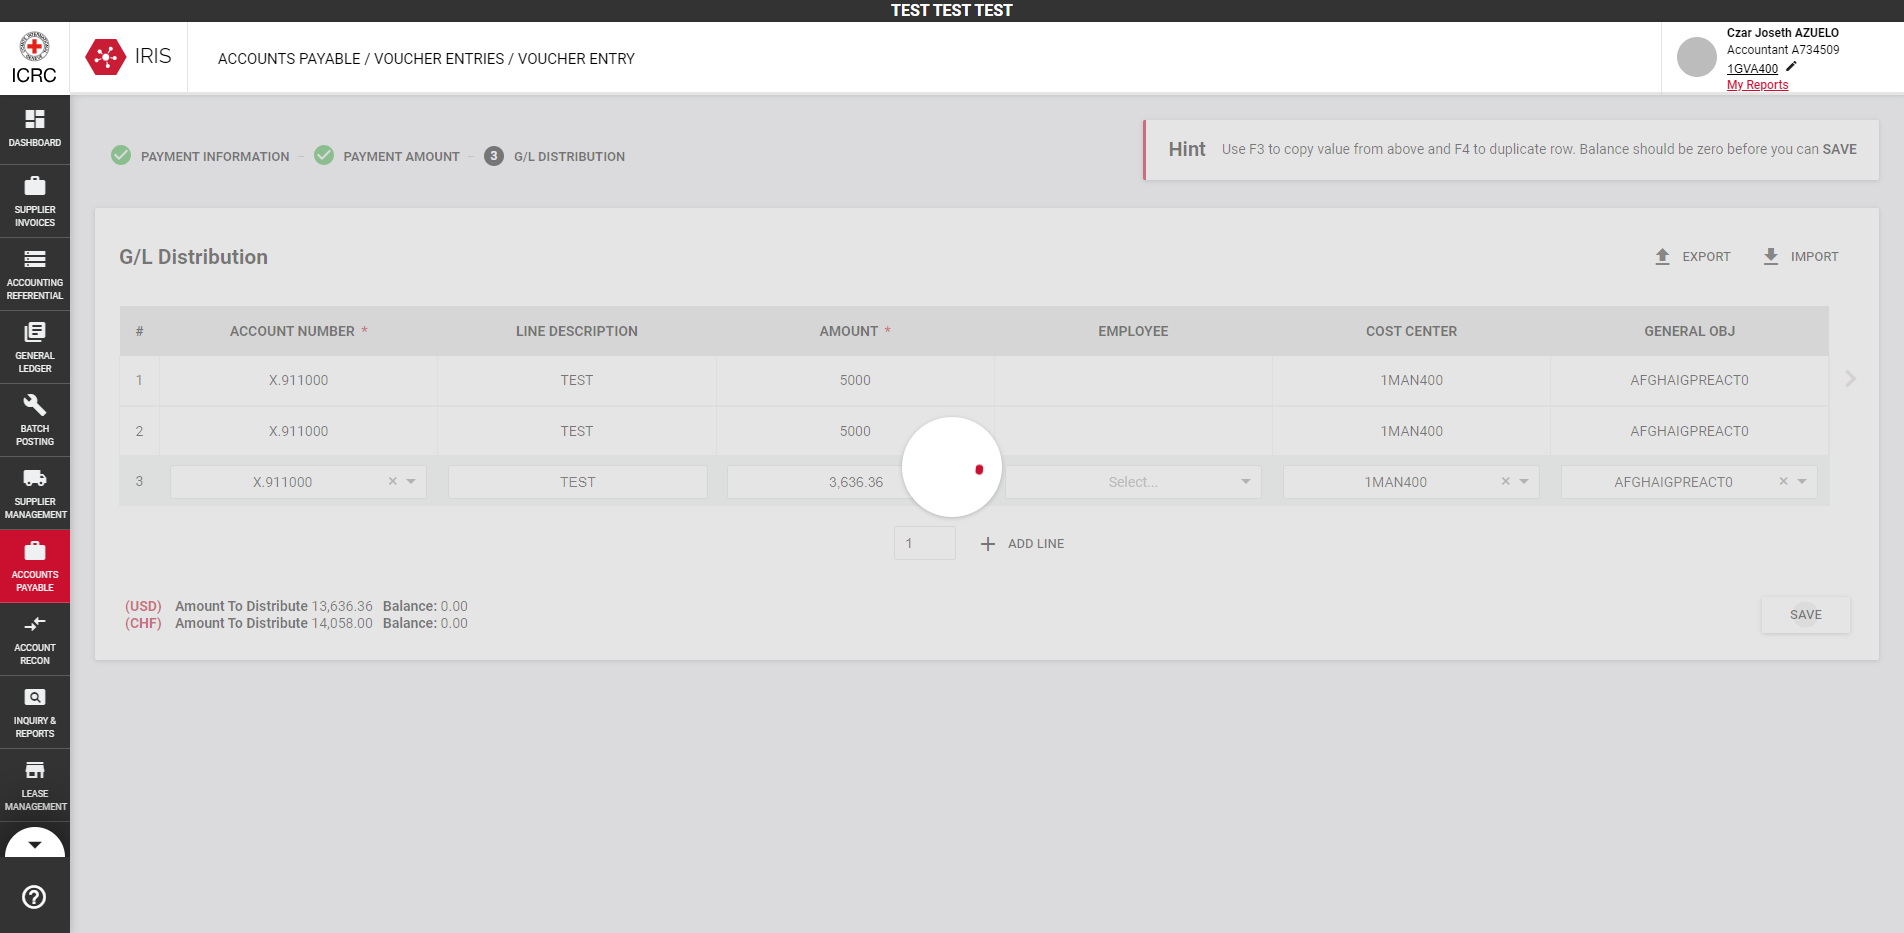 TEST TEST TEST
ICRC
IRIS
ACCOUNTS PAYABLE / VOUCHER ENTRIES / VOUCHER ENTRY
Czar Joseth AZUELO
Accountant A734509
1GVA400
My Reports
DASHBOARD
SUPPLIER
INVOICES
ACCOUNTING
REFERENTIAL
GENERAL
LEDGER
BATCH
POSTING
SUPPLIER
MANAGEMENT
ACCOUNTS
PAYABLE
ACCOUNT
RECON
INQUIRY &
REPORTS
LEASE
MANAGEMENT
PAYMENT INFORMATION
PAYMENT AMOUNT
3 G/L DISTRIBUTION
Hint Use F3 to copy value from above and F4 to duplicate row. Balance should be zero before you can SAVE
G/L Distribution
EXPORT
IMPORT
# ACCOUNT NUMBER * LINE DESCRIPTION AMOUNT * EMPLOYEE COST CENTER GENERAL OBJ
1 X.911000 TEST 5000 1MAN400 AFGHAIGPREACT0
2 X.911000 TEST 5000 1MAN400 AFGHAIGPREACT0
3 X.911000 × TEST 3,636.36 Select... 1MAN400 × AFGHAIGPREACT0 ×
1 + ADD LINE
(USD) Amount To Distribute 13,636.36 Balance: 0.00
(CHF) Amount To Distribute 14,058.00 Balance: 0.00
SAVE